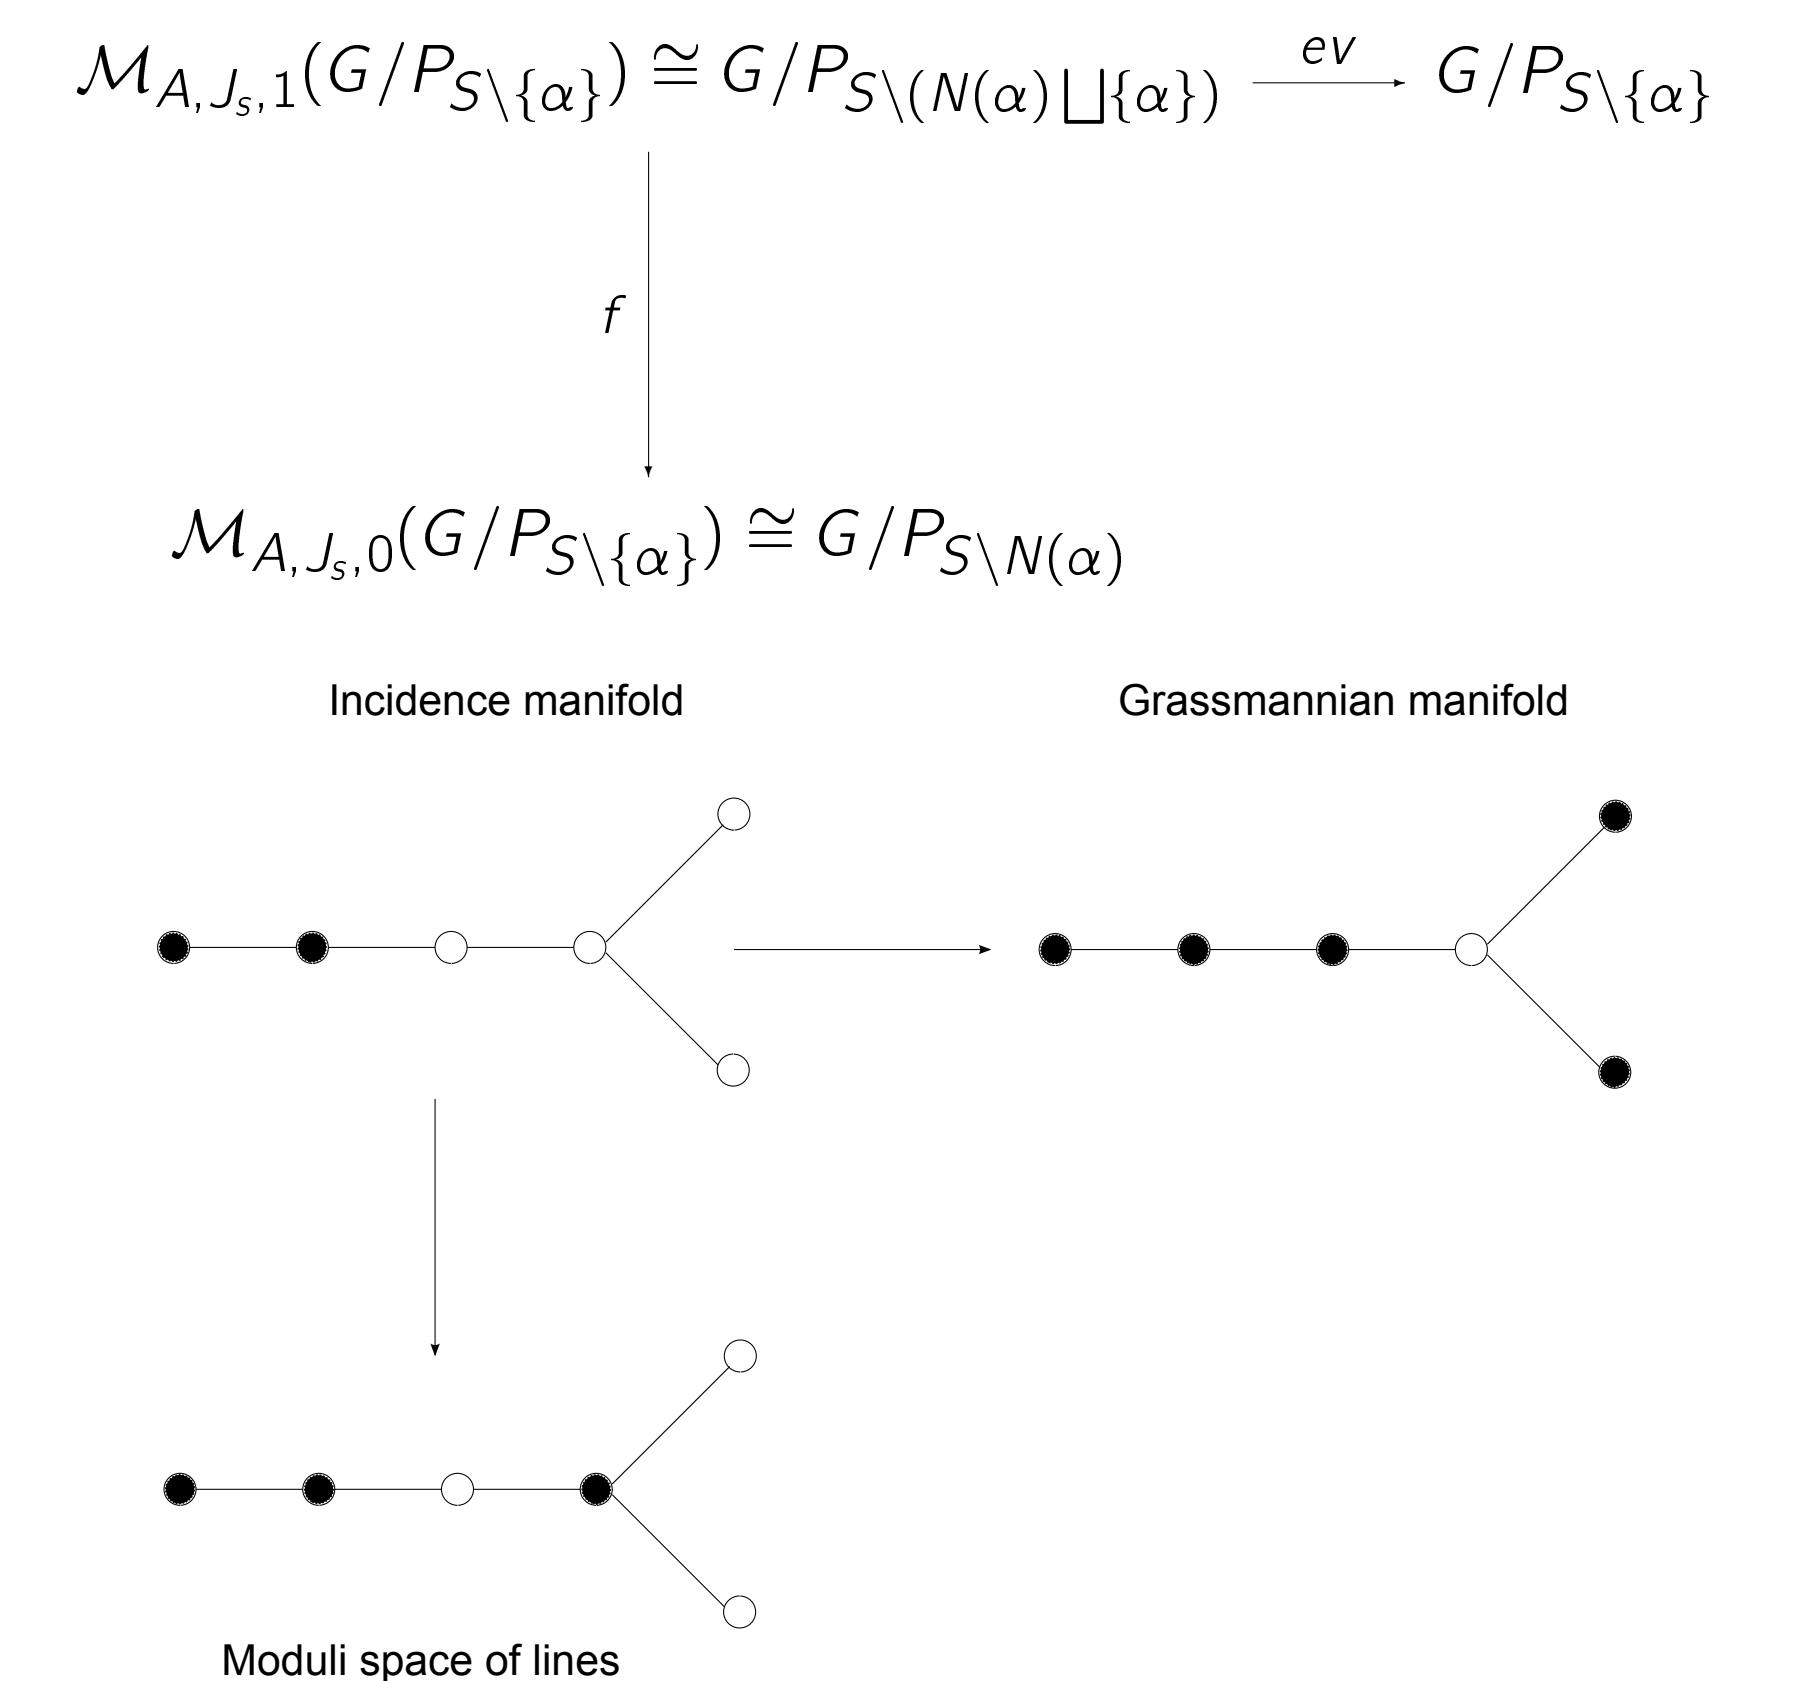 ℳ_{A,J_s,1}(G/P_{S\{α}}) ≅ G/P_{S\(N(α)⨆{α})} ev G/P_{S\{α}}
f
ℳ_{A,J_s,0}(G/P_{S\{α}}) ≅ G/P_{S\N(α)}
Incidence manifold Grassmannian manifold
Moduli space of lines